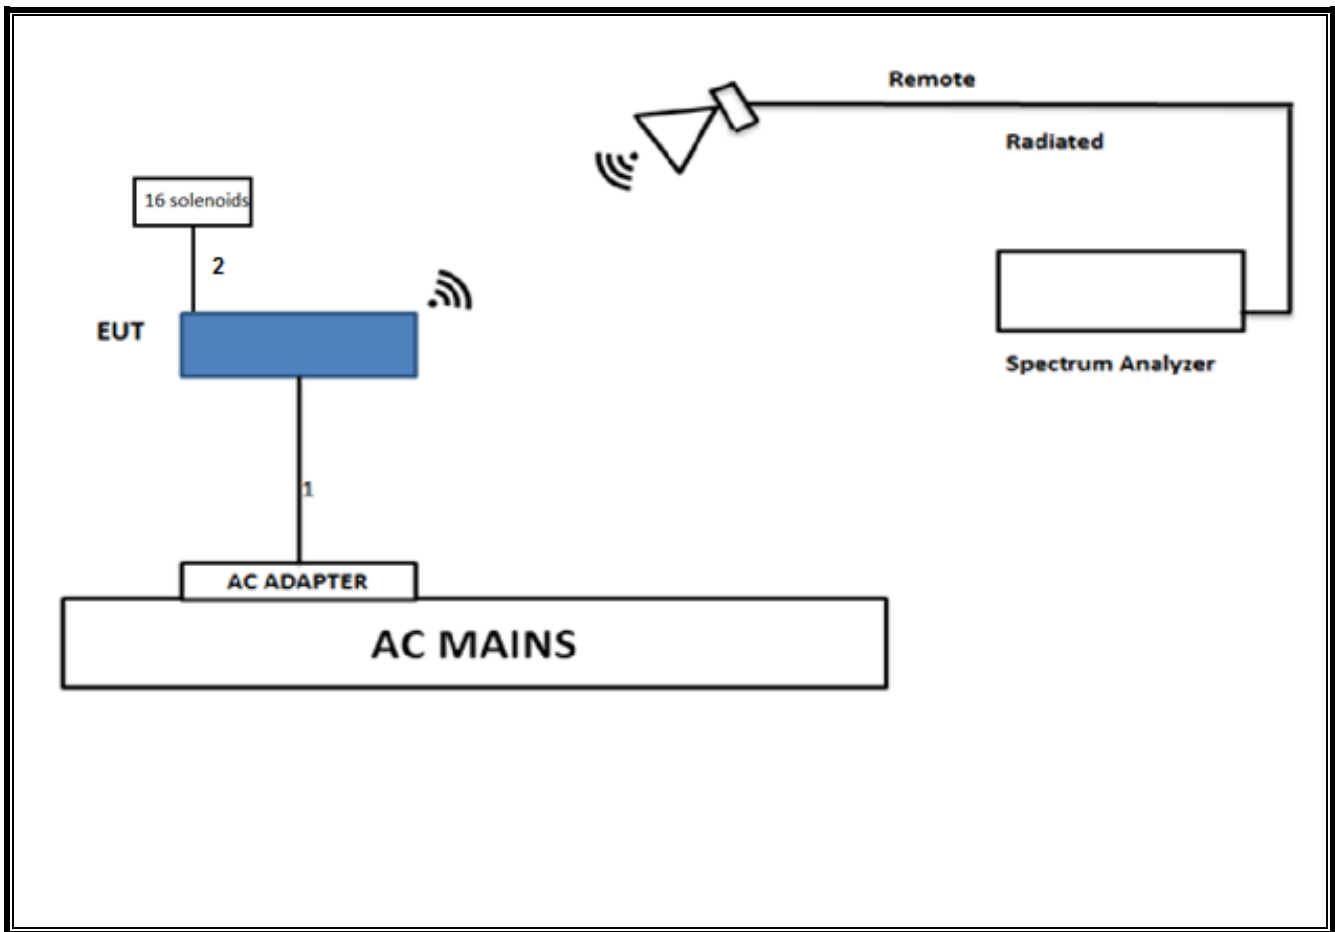 Remote
Radiated
16 solenoids
2
EUT
Spectrum Analyzer
1
AC ADAPTER
AC MAINS